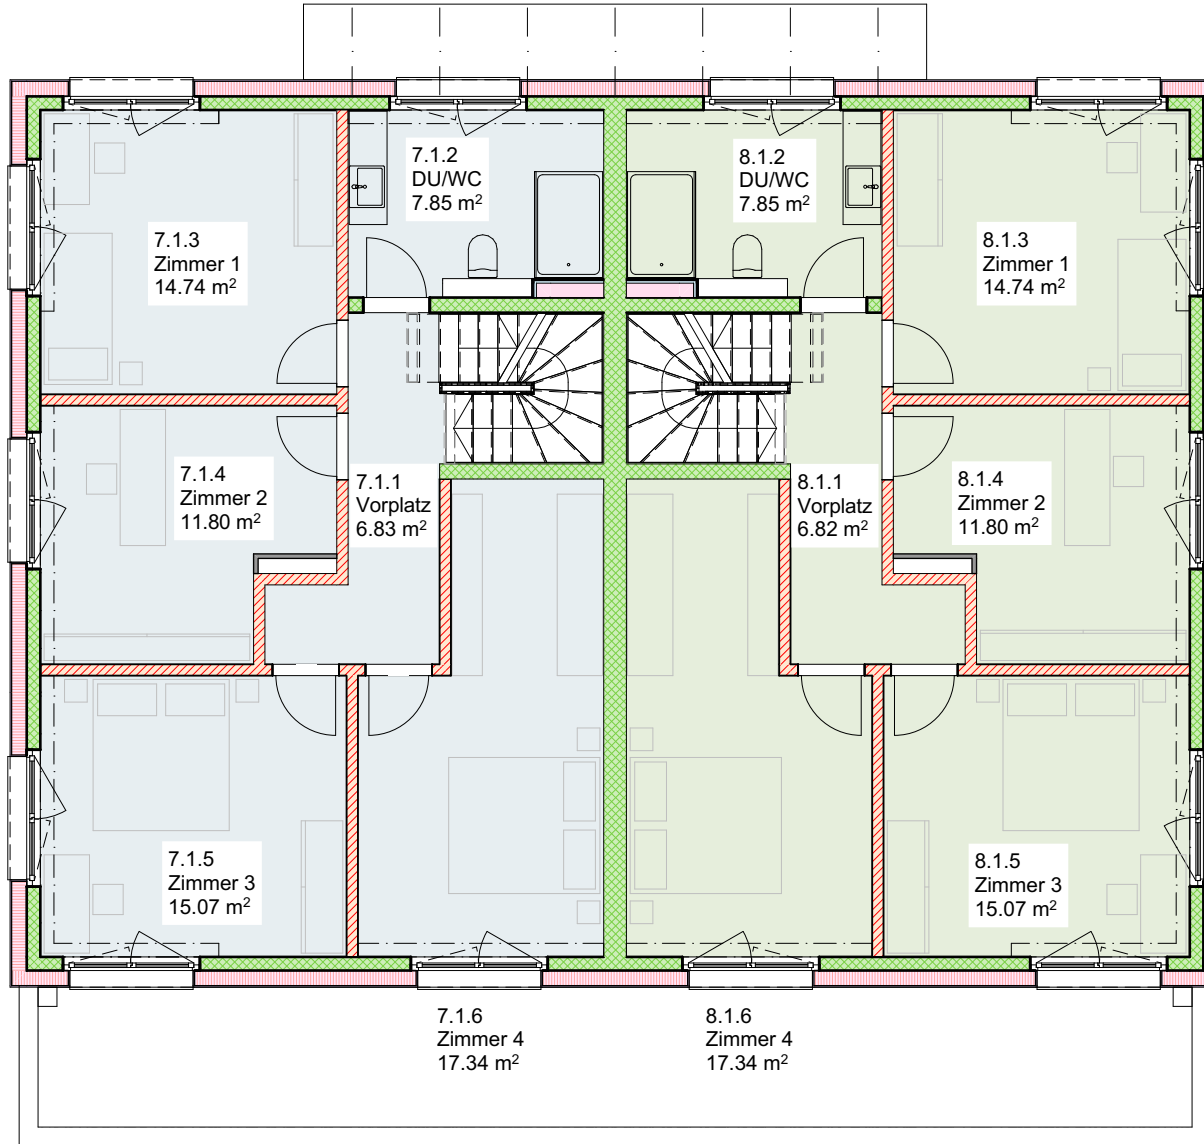 7.1.2
DU/WC
7.85 m²
8.1.2
DU/WC
7.85 m²
7.1.3
Zimmer 1
14.74 m²
8.1.3
Zimmer 1
14.74 m²
7.1.4
Zimmer 2
11.80 m²
7.1.1
Vorplatz
6.83 m²
8.1.1
Vorplatz
6.82 m²
8.1.4
Zimmer 2
11.80 m²
7.1.5
Zimmer 3
15.07 m²
8.1.5
Zimmer 3
15.07 m²
7.1.6
Zimmer 4
17.34 m²
8.1.6
Zimmer 4
17.34 m²